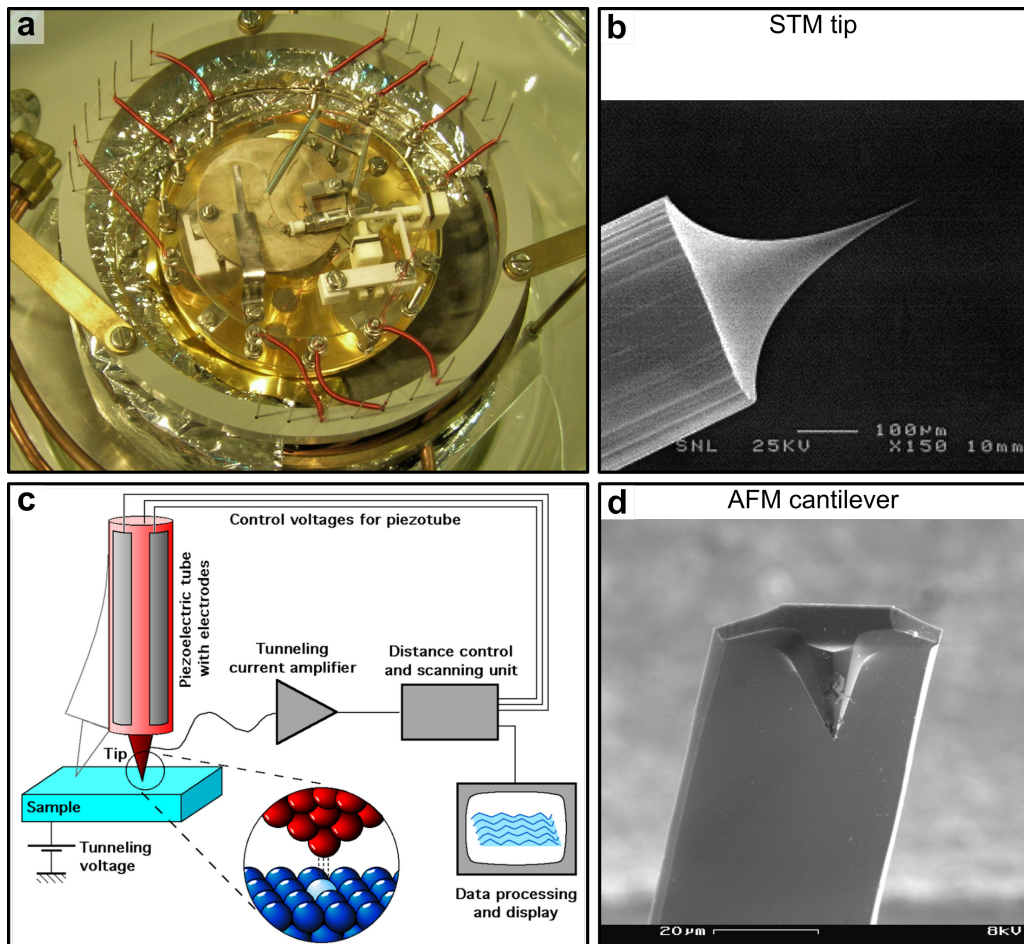 a
b
STM tip
100µm
SNL 25KV X150 10mm
c
Control voltages for piezotube
Piezoelectric tube
with electrodes
Tunneling
current amplifier
Distance control
and scanning unit
Tip
Sample
Tunneling
voltage
Data processing
and display
d
AFM cantilever
20µm 8kV